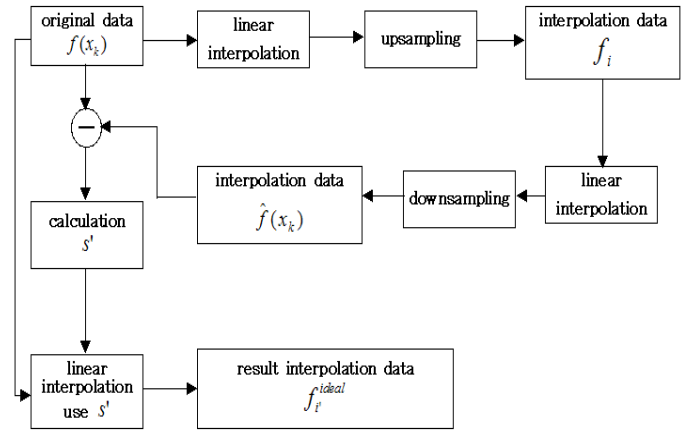 original data
f(x_k)
linear
interpolation
upsampling
interpolation data
f_i
−
interpolation data
f̂(x_k)
downsampling
linear
interpolation
calculation
s'
linear
interpolation
use s'
result interpolation data
f_{i'}^{ideal}